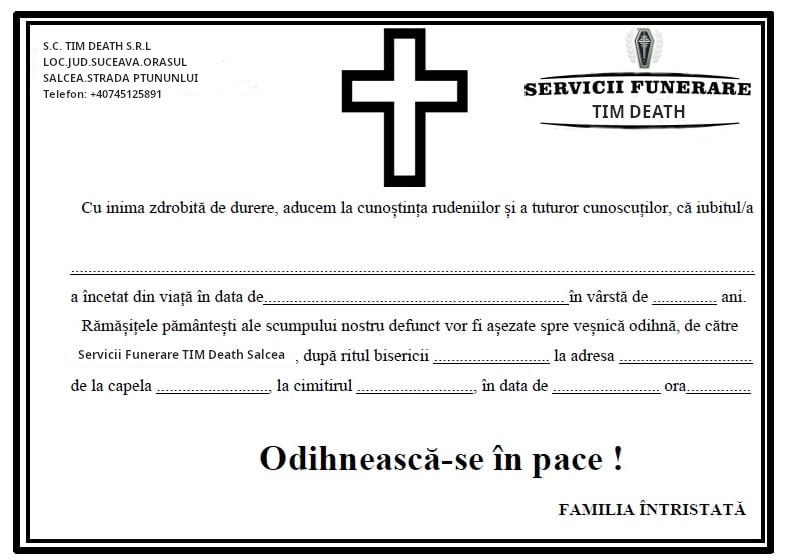 S.C. TIM DEATH S.R.L
LOC.JUD.SUCEAVA.ORASUL
SALCEA.STRADA PTUNUNLUI
Telefon: +40745125891
SERVICII FUNERARE
TIM DEATH
Cu inima zdrobită de durere, aducem la cunoștința rudeniilor și a tuturor cunoscuților, că iubitul/a
................................................................................
a încetat din viață în data de........................................ în vârstă de .............. ani.
Rămășițele pământești ale scumpului nostru defunct vor fi așezate spre veșnică odihnă, de către
Servicii Funerare TIM Death Salcea , după ritul bisericii ......................... la adresa .............................
de la capela ........................., la cimitirul ........................., în data de ....................... ora..............
Odihnească-se în pace !
FAMILIA ÎNTRISTATĂ